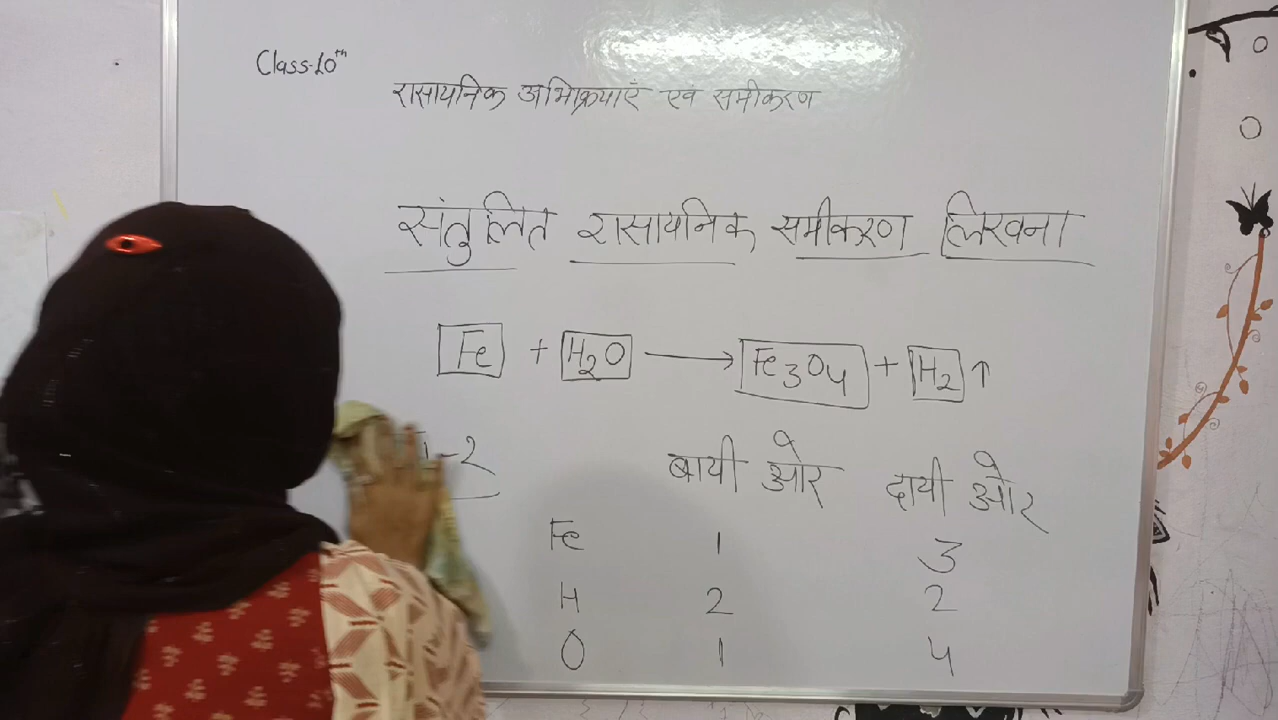 Class-10th
रासायनिक अभिक्रियाएं एवं समीकरण
संतुलित रासायनिक समीकरण लिखना
Fe + H2O → Fe3O4 + H2 ↑
-2 बायी ओर दायी ओर
Fe 1 3
H 2 2
O 1 4